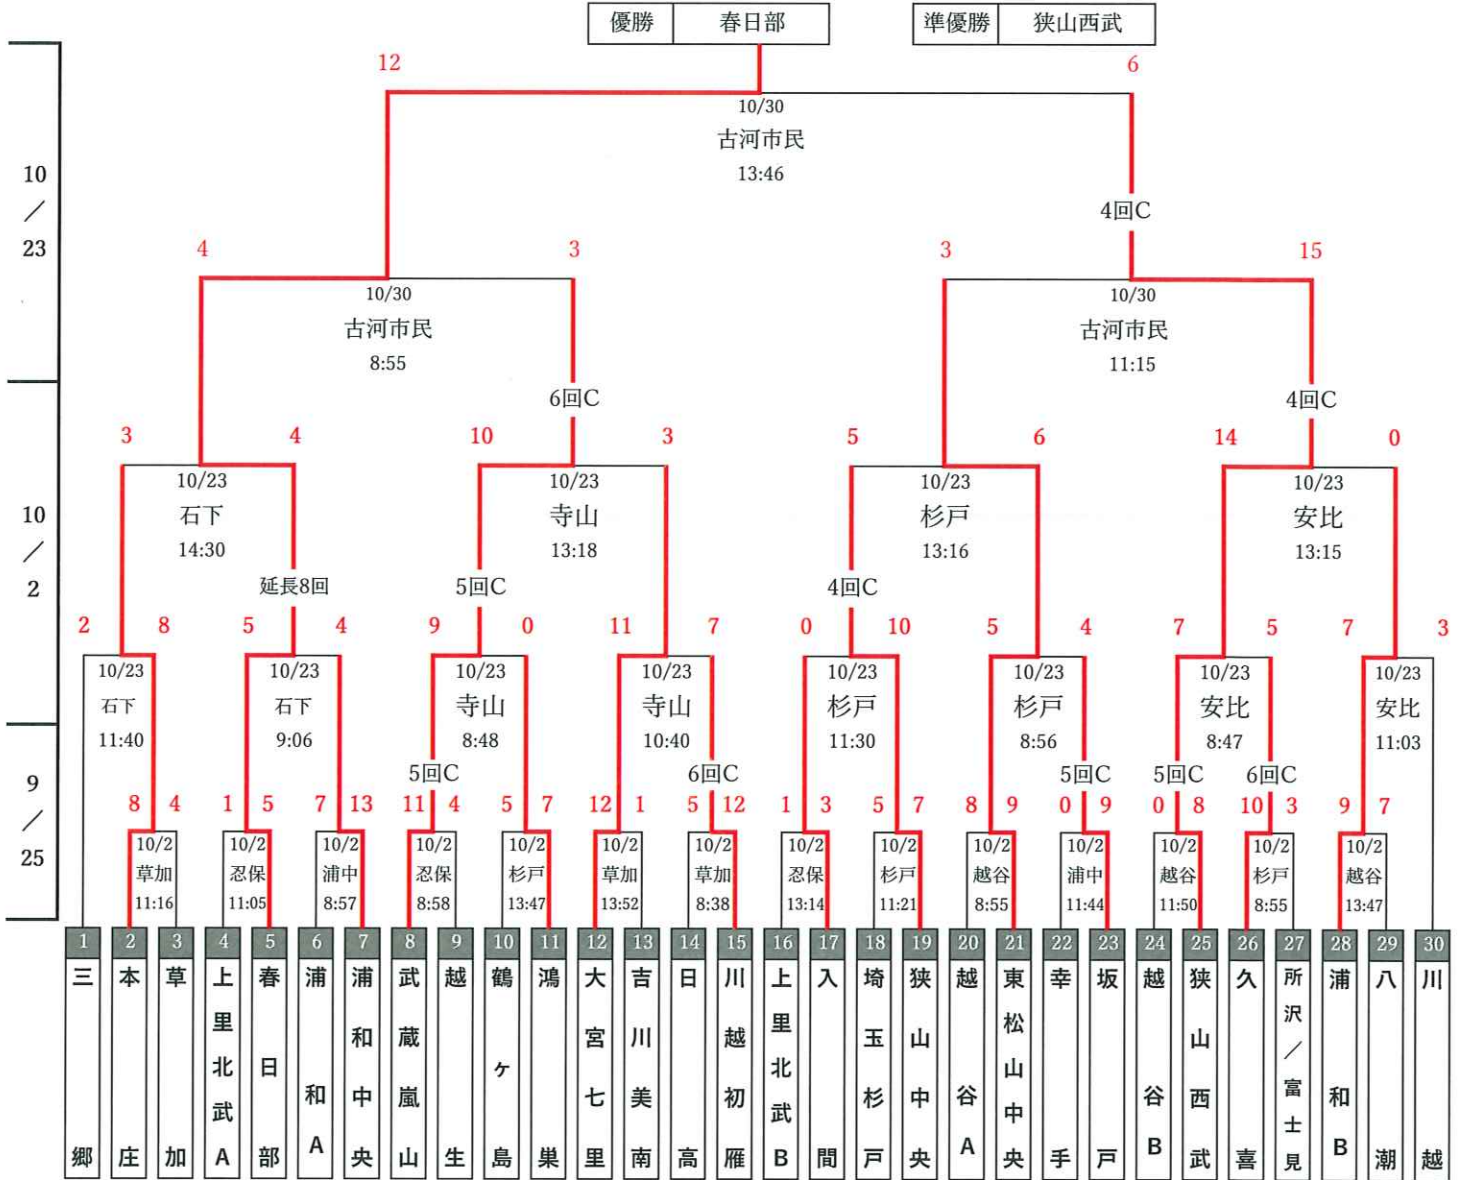 優勝 春日部 準優勝 狭山西武
12 6
10/30
古河市民
13:46
10/23
4回C
4 3 3 15
10/30 10/30
古河市民 古河市民
8:55 11:15
6回C 4回C
3 4 10 3 5 6 14 0
10/23 10/23 10/23 10/23
石下 寺山 杉戸 安比
14:30 13:18 13:16 13:15
10/2
延長8回 5回C 4回C
2 8 5 4 9 0 11 7 0 10 5 4 7 5 7 3
10/23 10/23 10/23 10/23 10/23 10/23 10/23 10/23
石下 石下 寺山 寺山 杉戸 杉戸 安比 安比
11:40 9:06 8:48 10:40 11:30 8:56 8:47 11:03
9/25
5回C 6回C 5回C 5回C 6回C
8 4 1 5 7 13 11 4 5 7 12 1 5 12 1 3 5 7 8 9 0 9 0 8 10 3 9 7
10/2 10/2 10/2 10/2 10/2 10/2 10/2 10/2 10/2 10/2 10/2 10/2 10/2 10/2
草加 忍保 浦中 忍保 杉戸 草加 草加 忍保 杉戸 越谷 浦中 越谷 杉戸 越谷
11:16 11:05 8:57 8:58 13:47 13:52 8:38 13:14 11:21 8:55 11:44 11:50 8:55 13:47
1 2 3 4 5 6 7 8 9 10 11 12 13 14 15 16 17 18 19 20 21 22 23 24 25 26 27 28 29 30
三郷
本庄
草加
上里北武A
春日部
浦和A
浦和中央
武蔵嵐山
越生
鶴ヶ島
鴻巣
大宮七里
吉川美南
日高
川越初雁
上里北武B
入間
埼玉杉戸
狭山中央
越谷A
東松山中央
幸手
坂戸
越谷B
狭山西武
久喜
所沢／富士見
浦和B
八潮
川越